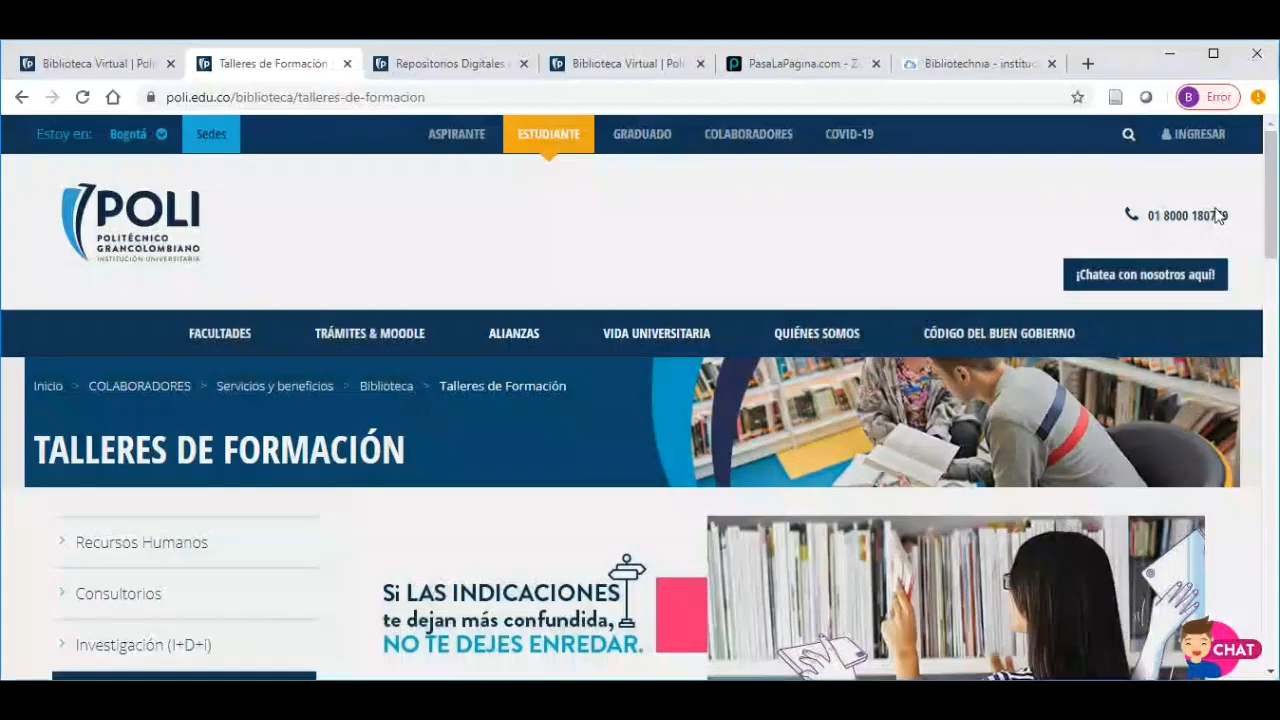 Biblioteca Virtual | Poli
Talleres de Formación
Repositorios Digitales
Biblioteca Virtual | Poli
PasaLaPagina.com - Z
Bibliotechnia - instituc
poli.edu.co/biblioteca/talleres-de-formacion
B Error
Estoy en: Bogotá Sedes
ASPIRANTE ESTUDIANTE GRADUADO COLABORADORES COVID-19
INGRESAR
POLI
POLITÉCNICO
GRANCOLOMBIANO
INSTITUCIÓN UNIVERSITARIA
01 8000
¡Chatea con nosotros aquí!
FACULTADES TRÁMITES & MOODLE ALIANZAS VIDA UNIVERSITARIA QUIÉNES SOMOS CÓDIGO DEL BUEN GOBIERNO
Inicio > COLABORADORES > Servicios y beneficios > Biblioteca > Talleres de Formación
TALLERES DE FORMACIÓN
Recursos Humanos
Consultorios
Investigación (I+D+i)
Si LAS INDICACIONES
te dejan más confundida,
NO TE DEJES ENREDAR.
CHAT